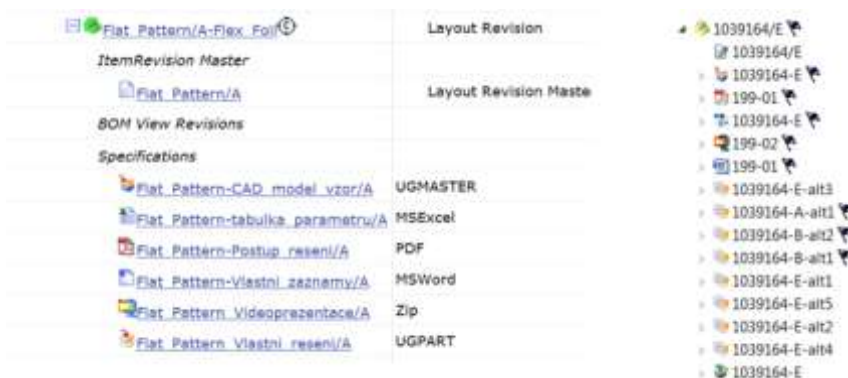 Flat Pattern/A-Flex Foil © Layout Revision
ItemRevision Master
Flat Pattern/A Layout Revision Maste
BOM View Revisions
Specifications
Flat Pattern-CAD model vzor/A UGMASTER
Flat Pattern-tabulka parametru/A MSExcel
Flat Pattern-Postup reseni/A PDF
Flat Pattern-Vlastni zaznamy/A MSWord
Flat Pattern Videoprezentace/A Zip
Flat Pattern Vlastni reseni/A UGPART
1039164/E
1039164/E
1039164-E
199-01
1039164-E
199-02
199-01
1039164-E-alt3
1039164-A-alt1
1039164-B-alt2
1039164-B-alt1
1039164-E-alt1
1039164-E-alt5
1039164-E-alt2
1039164-E-alt4
1039164-E